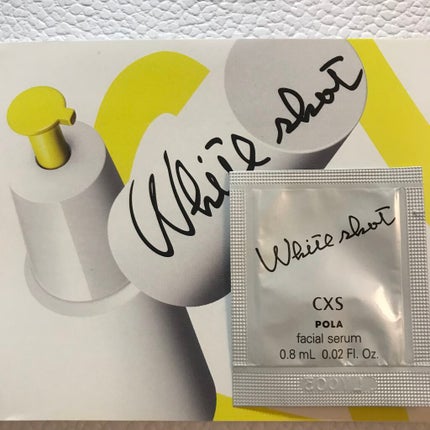 White shot
White shot
CXS
POLA
facial serum
0.8 mL 0.02 Fl. Oz.